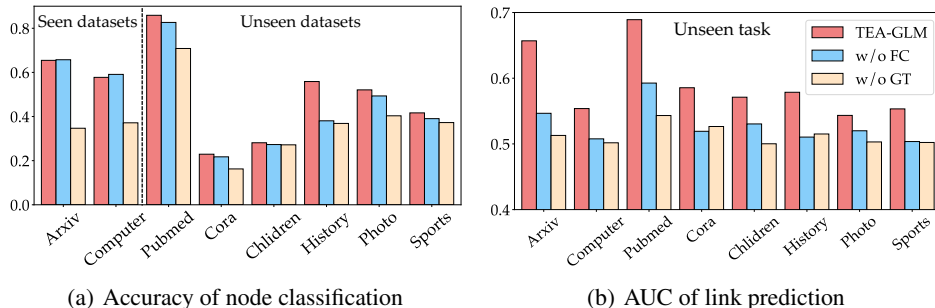 Seen datasets
Unseen datasets
0.8
0.6
0.4
0.2
0.0
Arxiv
Computer
Pubmed
Cora
Chlidren
History
Photo
Sports
(a) Accuracy of node classification
Unseen task
TEA-GLM
w/o FC
w/o GT
0.7
0.6
0.5
0.4
Arxiv
Computer
Pubmed
Cora
Chlidren
History
Photo
Sports
(b) AUC of link prediction